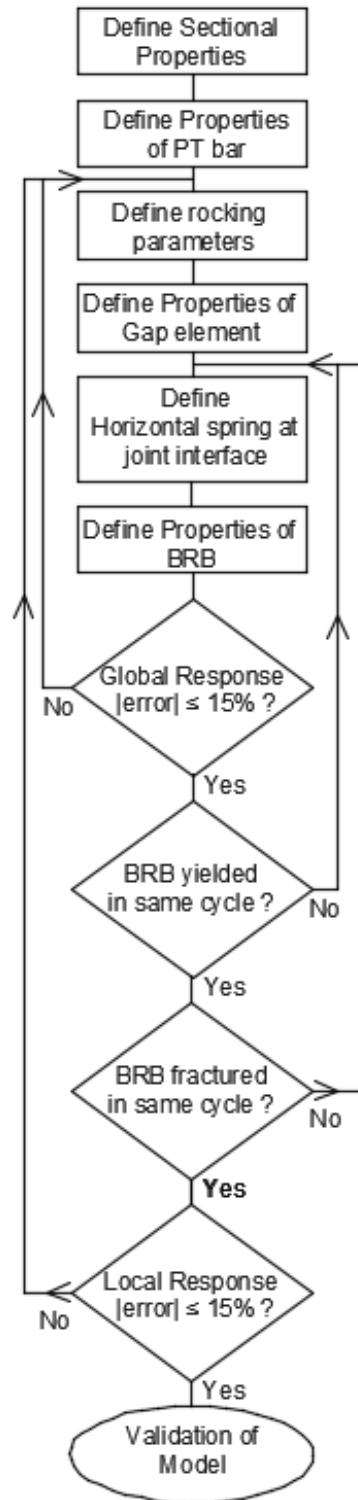 Define Sectional
Properties
Define Properties
of PT bar
Define rocking
parameters
Define Properties of
Gap element
Define
Horizontal spring at
joint interface
Define Properties of
BRB
Global Response
|error| ≤ 15% ?
No
Yes
BRB yielded
in same cycle ?
No
Yes
BRB fractured
in same cycle ?
No
Yes
Local Response
|error| ≤ 15% ?
No
Yes
Validation of
Model